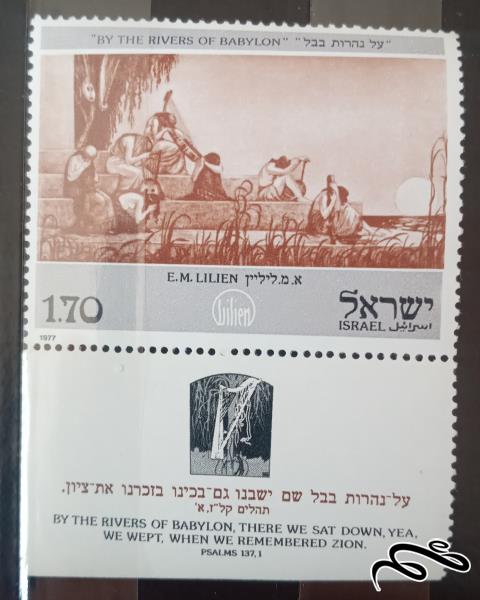 "BY THE RIVERS OF BABYLON" "על נהרות בבל"
E.M. LILIEN א.מ.ליליין
1.70
Lilien
ישראל
ISRAEL اسرائيل
1977
על־נהרות בבל שם ישבנו גם־בכינו בזכרנו את־ציון.
תהלים קל״ז,א׳
BY THE RIVERS OF BABYLON, THERE WE SAT DOWN, YEA,
WE WEPT, WHEN WE REMEMBERED ZION.
PSALMS 137,1